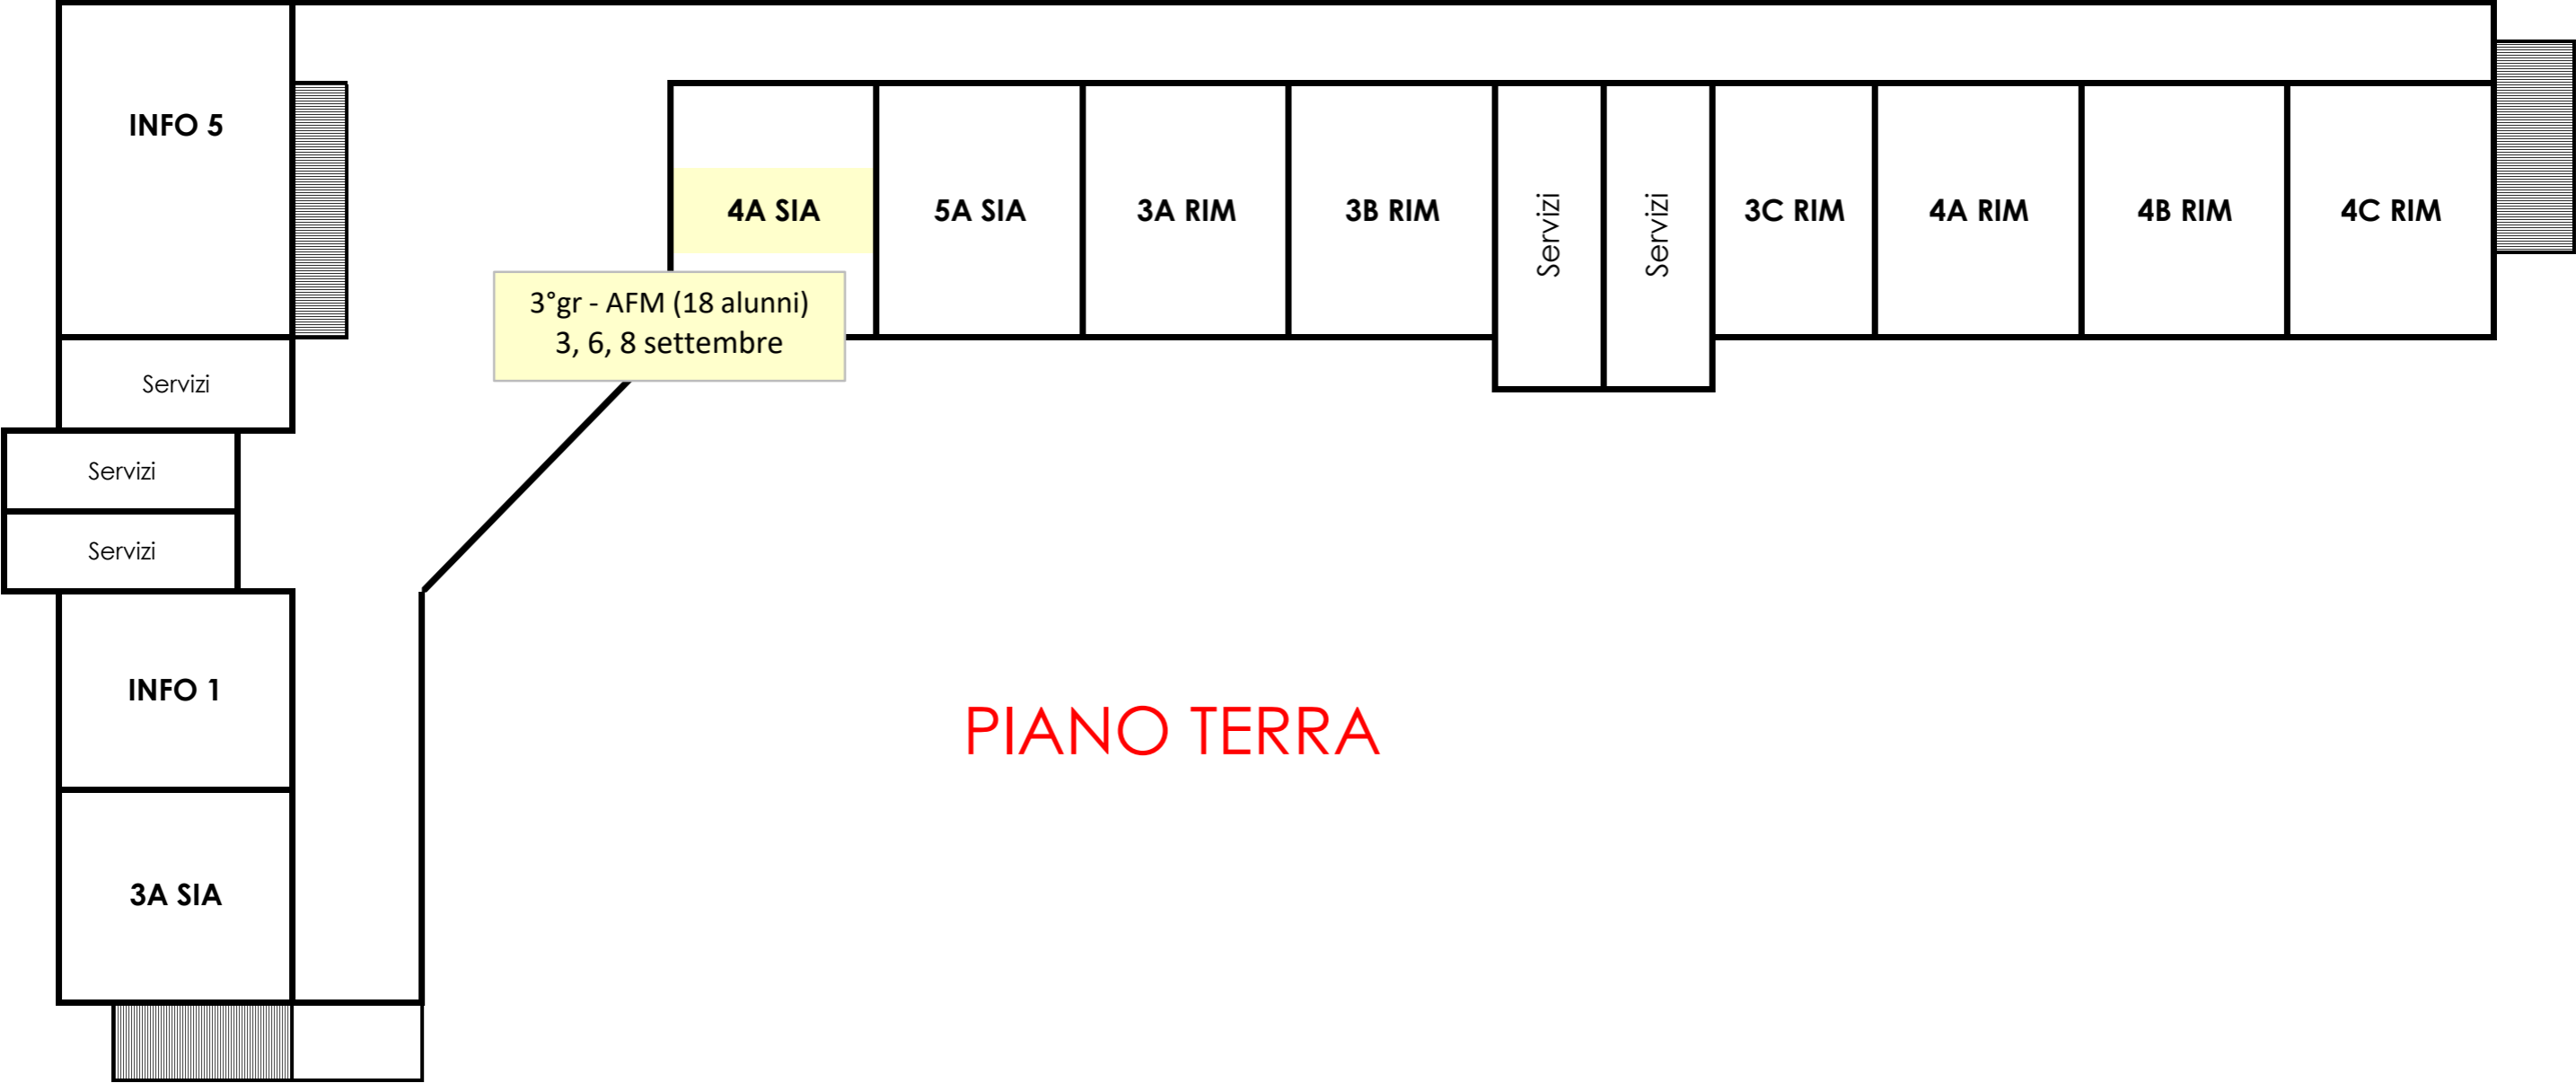 INFO 5
4A SIA
5A SIA
3A RIM
3B RIM
Servizi
Servizi
3C RIM
4A RIM
4B RIM
4C RIM
3°gr - AFM (18 alunni)
3, 6, 8 settembre
Servizi
Servizi
Servizi
INFO 1
PIANO TERRA
3A SIA